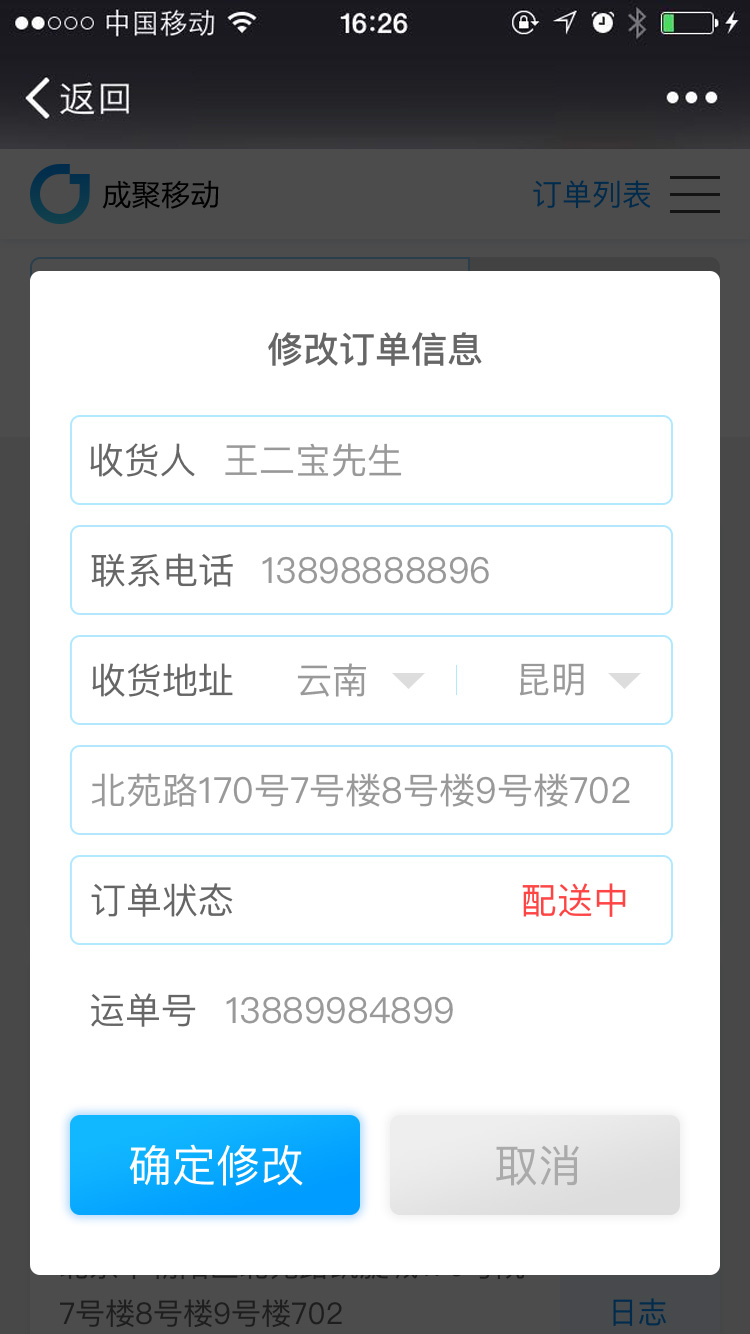 中国移动 16:26
返回
成聚移动 订单列表
修改订单信息
收货人 王二宝先生
联系电话 13898888896
收货地址 云南 昆明
北苑路170号7号楼8号楼9号楼702
订单状态 配送中
运单号 13889984899
确定修改 取消
7号楼8号楼9号楼702 日志